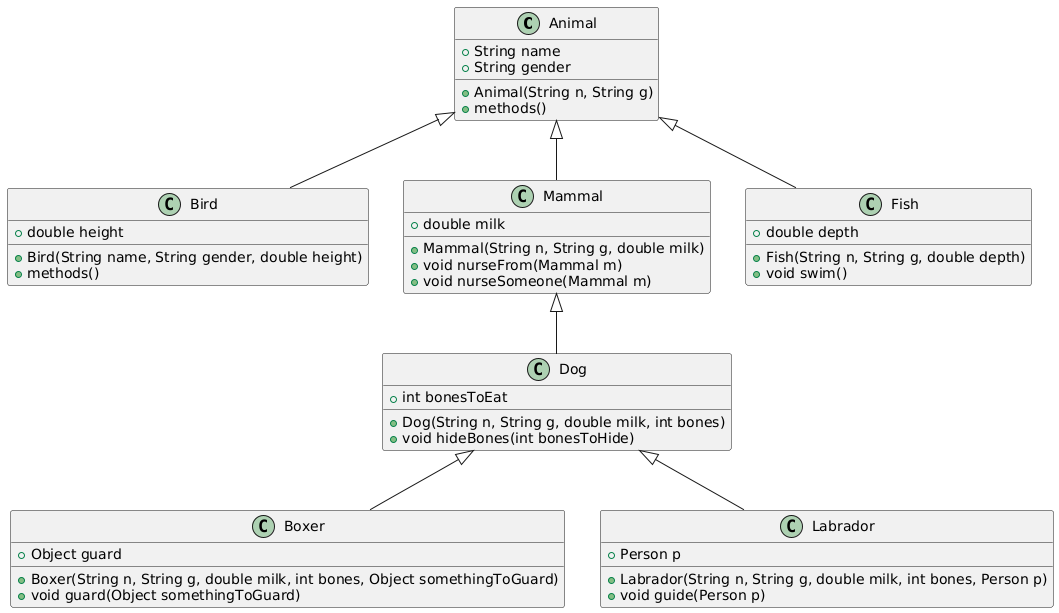 C Animal
String name
String gender
Animal(String n, String g)
methods()
C Bird
double height
Bird(String name, String gender, double height)
methods()
C Mammal
double milk
Mammal(String n, String g, double milk)
void nurseFrom(Mammal m)
void nurseSomeone(Mammal m)
C Fish
double depth
Fish(String n, String g, double depth)
void swim()
C Dog
int bonesToEat
Dog(String n, String g, double milk, int bones)
void hideBones(int bonesToHide)
C Boxer
Object guard
Boxer(String n, String g, double milk, int bones, Object somethingToGuard)
void guard(Object somethingToGuard)
C Labrador
Person p
Labrador(String n, String g, double milk, int bones, Person p)
void guide(Person p)